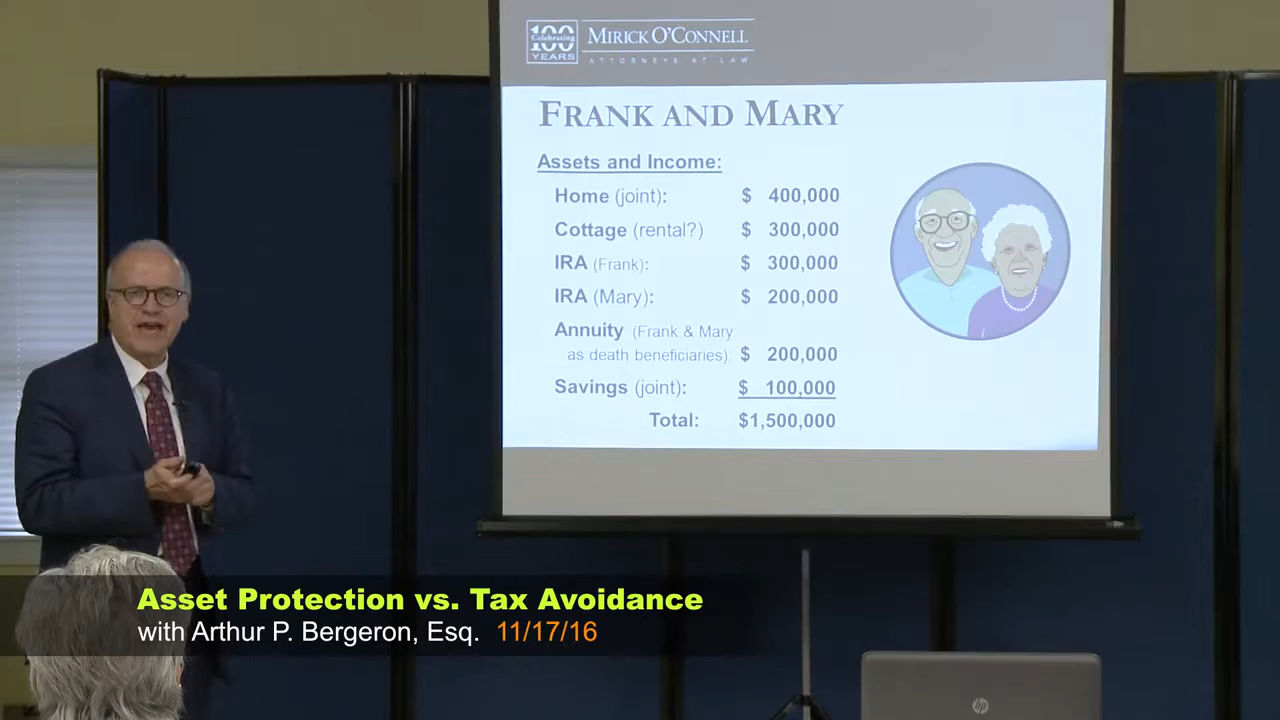 Celebrating
100
YEARS
MIRICK O'CONNELL
ATTORNEYS AT LAW
FRANK AND MARY
Assets and Income:
Home (joint): $ 400,000
Cottage (rental?) $ 300,000
IRA (Frank): $ 300,000
IRA (Mary): $ 200,000
Annuity (Frank & Mary
as death beneficiaries): $ 200,000
Savings (joint): $ 100,000
Total: $1,500,000
Asset Protection vs. Tax Avoidance
with Arthur P. Bergeron, Esq. 11/17/16
hp